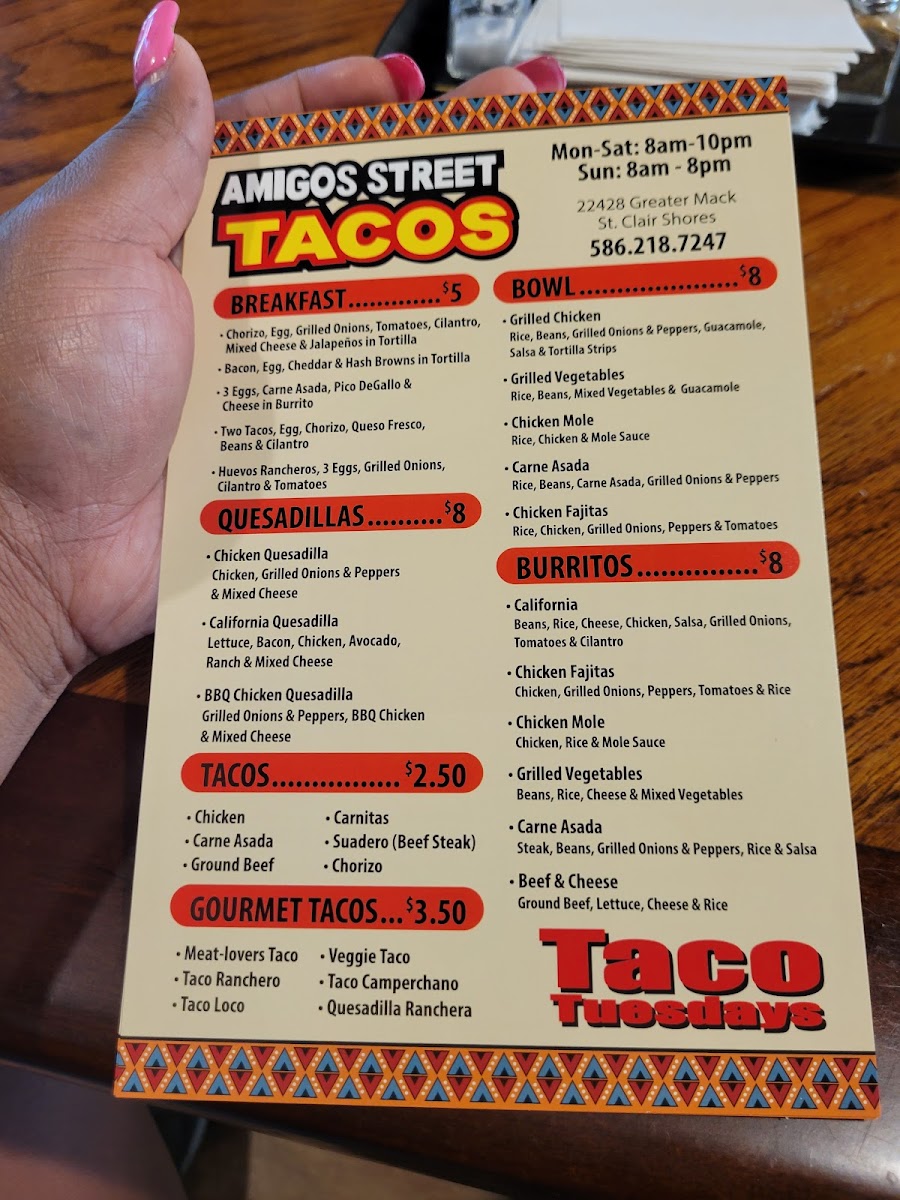 AMIGOS STREET
TACOS
Mon-Sat: 8am-10pm
Sun: 8am - 8pm
22428 Greater Mack
St. Clair Shores
586.218.7247
BREAKFAST.............$5
• Chorizo, Egg, Grilled Onions, Tomatoes, Cilantro,
Mixed Cheese & Jalapeños in Tortilla
• Bacon, Egg, Cheddar & Hash Browns in Tortilla
• 3 Eggs, Carne Asada, Pico DeGallo &
Cheese in Burrito
• Two Tacos, Egg, Chorizo, Queso Fresco,
Beans & Cilantro
• Huevos Rancheros, 3 Eggs, Grilled Onions,
Cilantro & Tomatoes
QUESADILLAS..........$8
• Chicken Quesadilla
Chicken, Grilled Onions & Peppers
& Mixed Cheese
• California Quesadilla
Lettuce, Bacon, Chicken, Avocado,
Ranch & Mixed Cheese
• BBQ Chicken Quesadilla
Grilled Onions & Peppers, BBQ Chicken
& Mixed Cheese
TACOS.................$2.50
• Chicken
• Carne Asada
• Ground Beef
• Carnitas
• Suadero (Beef Steak)
• Chorizo
GOURMET TACOS...$3.50
• Meat-lovers Taco
• Taco Ranchero
• Taco Loco
• Veggie Taco
• Taco Camperchano
• Quesadilla Ranchera
BOWL.....................$8
• Grilled Chicken
Rice, Beans, Grilled Onions & Peppers, Guacamole,
Salsa & Tortilla Strips
• Grilled Vegetables
Rice, Beans, Mixed Vegetables & Guacamole
• Chicken Mole
Rice, Chicken & Mole Sauce
• Carne Asada
Rice, Beans, Carne Asada, Grilled Onions & Peppers
• Chicken Fajitas
Rice, Chicken, Grilled Onions, Peppers & Tomatoes
BURRITOS...............$8
• California
Beans, Rice, Cheese, Chicken, Salsa, Grilled Onions,
Tomatoes & Cilantro
• Chicken Fajitas
Chicken, Grilled Onions, Peppers, Tomatoes & Rice
• Chicken Mole
Chicken, Rice & Mole Sauce
• Grilled Vegetables
Beans, Rice, Cheese & Mixed Vegetables
• Carne Asada
Steak, Beans, Grilled Onions & Peppers, Rice & Salsa
• Beef & Cheese
Ground Beef, Lettuce, Cheese & Rice
Taco
Tuesdays